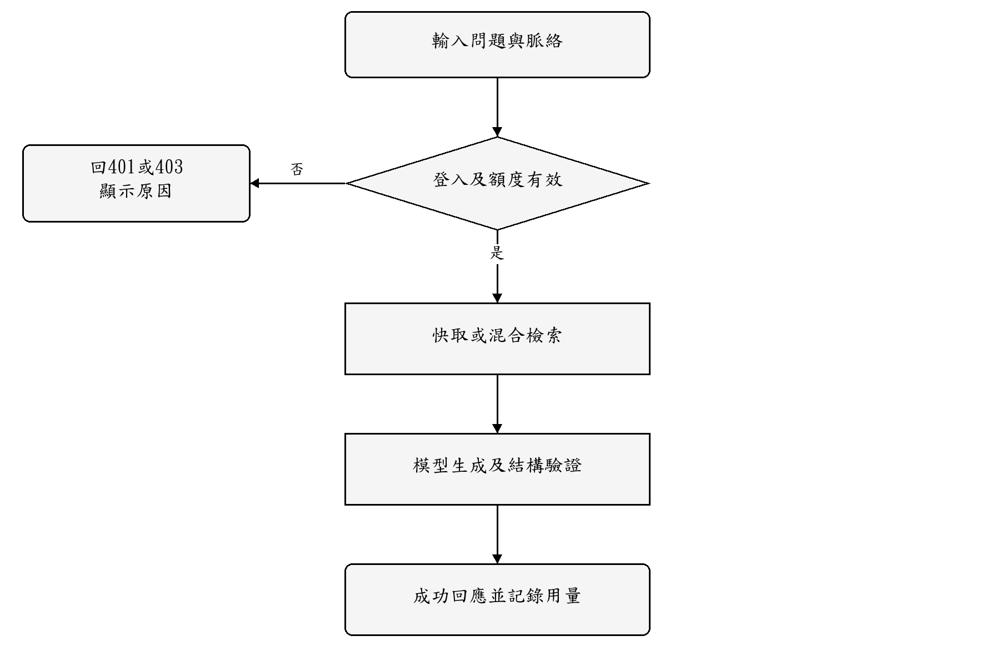 輸入問題與脈絡
登入及額度有效
否
回401或403
顯示原因
是
快取或混合檢索
模型生成及結構驗證
成功回應並記錄用量